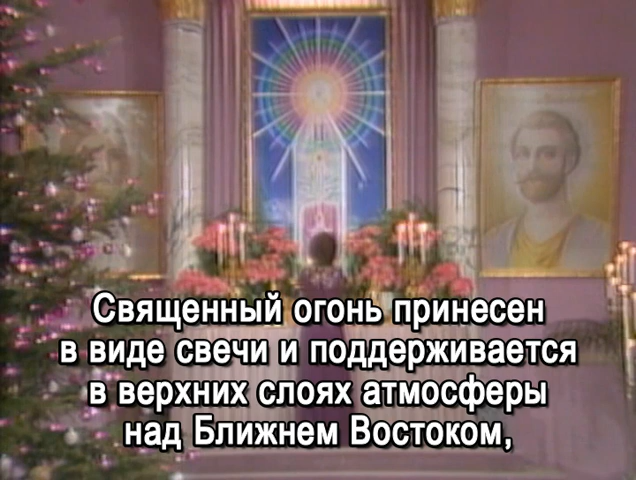 Священный огонь принесен
в виде свечи и поддерживается
в верхних слоях атмосферы
над Ближнем Востоком,